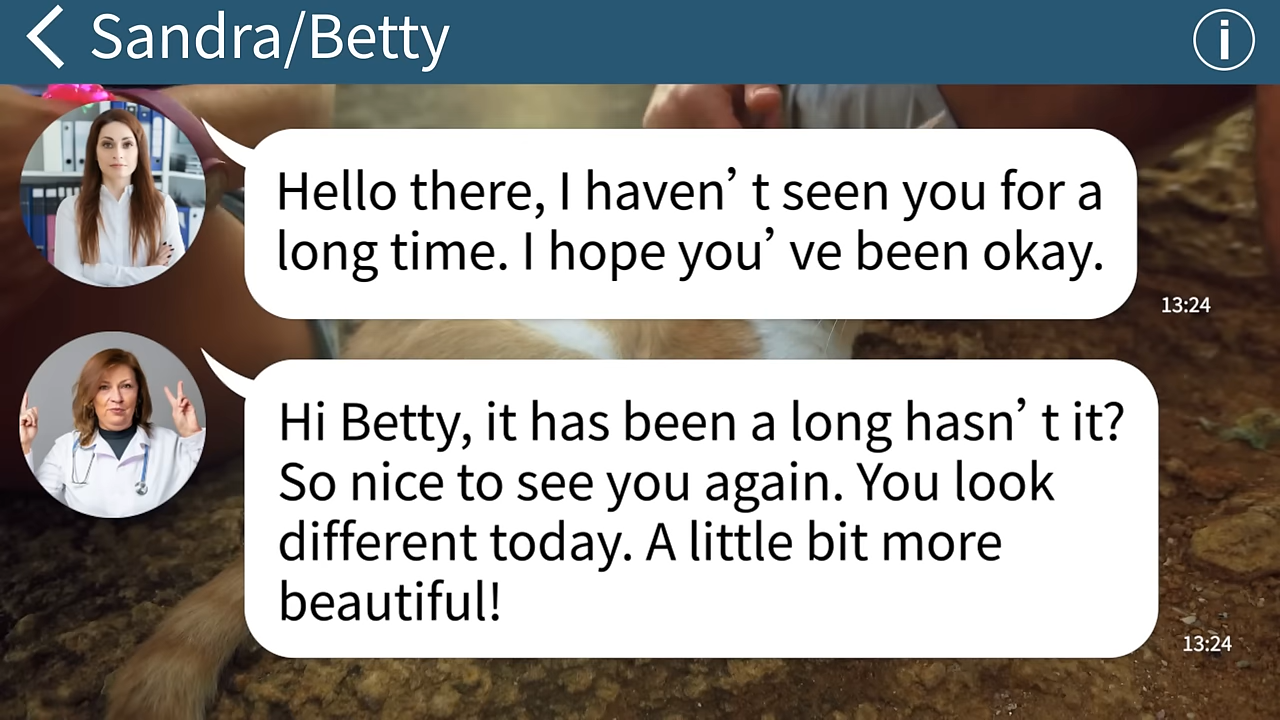 Sandra/Betty
Hello there, I haven’ t seen you for a
long time. I hope you’ ve been okay.
13:24
Hi Betty, it has been a long hasn’ t it?
So nice to see you again. You look
different today. A little bit more
beautiful!
13:24